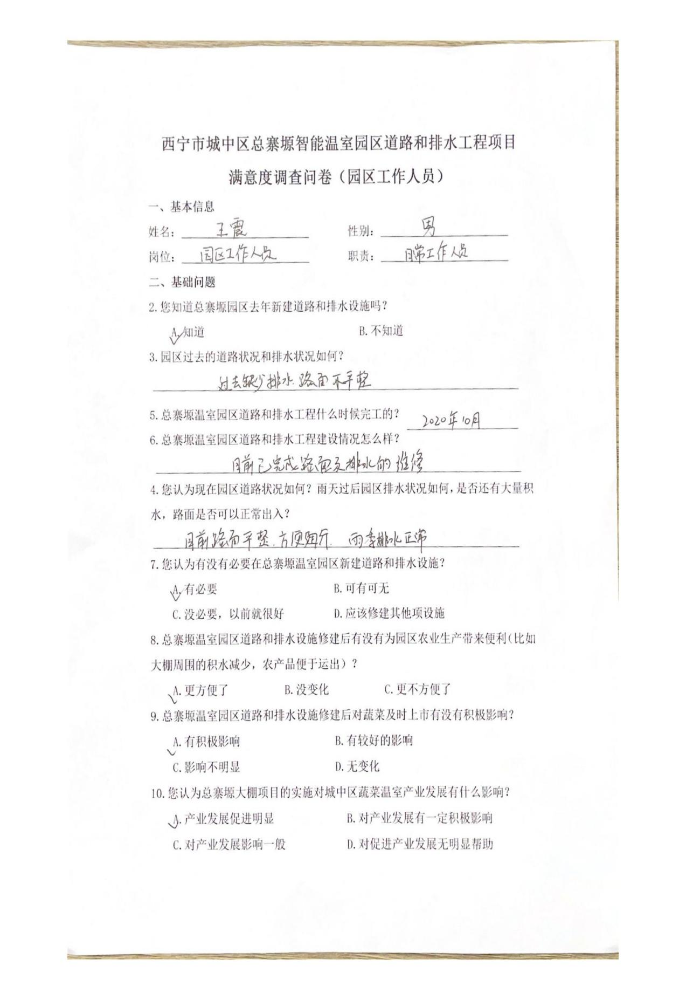 西宁市城中区总寨塬智能温室园区道路和排水工程项目
满意度调查问卷（园区工作人员）
一、基本信息
姓名： 王震 性别： 男
岗位： 园区工作人员 职责： 日常工作人员
二、基础问题
2.您知道总寨塬园区去年新建道路和排水设施吗？
A.知道 B.不知道
3.园区过去的道路状况和排水状况如何？
过去缺少排水.路面不平整
5.总寨塬温室园区道路和排水工程什么时候完工的？ 2020年10月
6.总寨塬温室园区道路和排水工程建设情况怎么样？
目前已完成路面及排水的维修
4.您认为现在园区道路状况如何？雨天过后园区排水状况如何，是否还有大量积
水，路面是否可以正常出入？
目前路面平整.方便 雨季排水正常
7.您认为有没有必要在总寨塬温室园区新建道路和排水设施？
A.有必要 B.可有可无
C.没必要，以前就很好 D.应该修建其他项设施
8.总寨塬温室园区道路和排水设施修建后有没有为园区农业生产带来便利（比如
大棚周围的积水减少，农产品便于运出）？
A.更方便了 B.没变化 C.更不方便了
9.总寨塬温室园区道路和排水设施修建后对蔬菜及时上市有没有积极影响？
A.有积极影响 B.有较好的影响
C.影响不明显 D.无变化
10.您认为总寨塬大棚项目的实施对城中区蔬菜温室产业发展有什么影响？
A.产业发展促进明显 B.对产业发展有一定积极影响
C.对产业发展影响一般 D.对促进产业发展无明显帮助